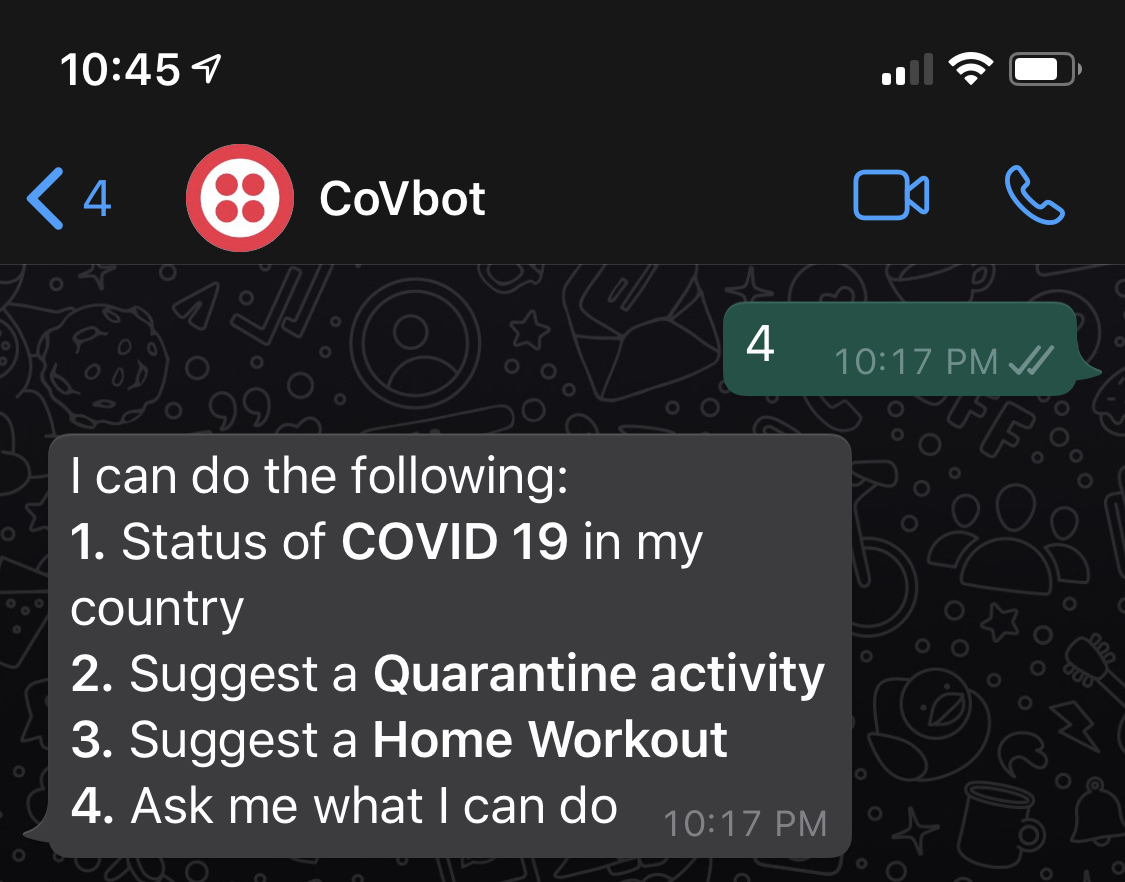 10:45
4
CoVbot
4
10:17 PM
I can do the following:
1. Status of COVID 19 in my
country
2. Suggest a Quarantine activity
3. Suggest a Home Workout
4. Ask me what I can do
10:17 PM